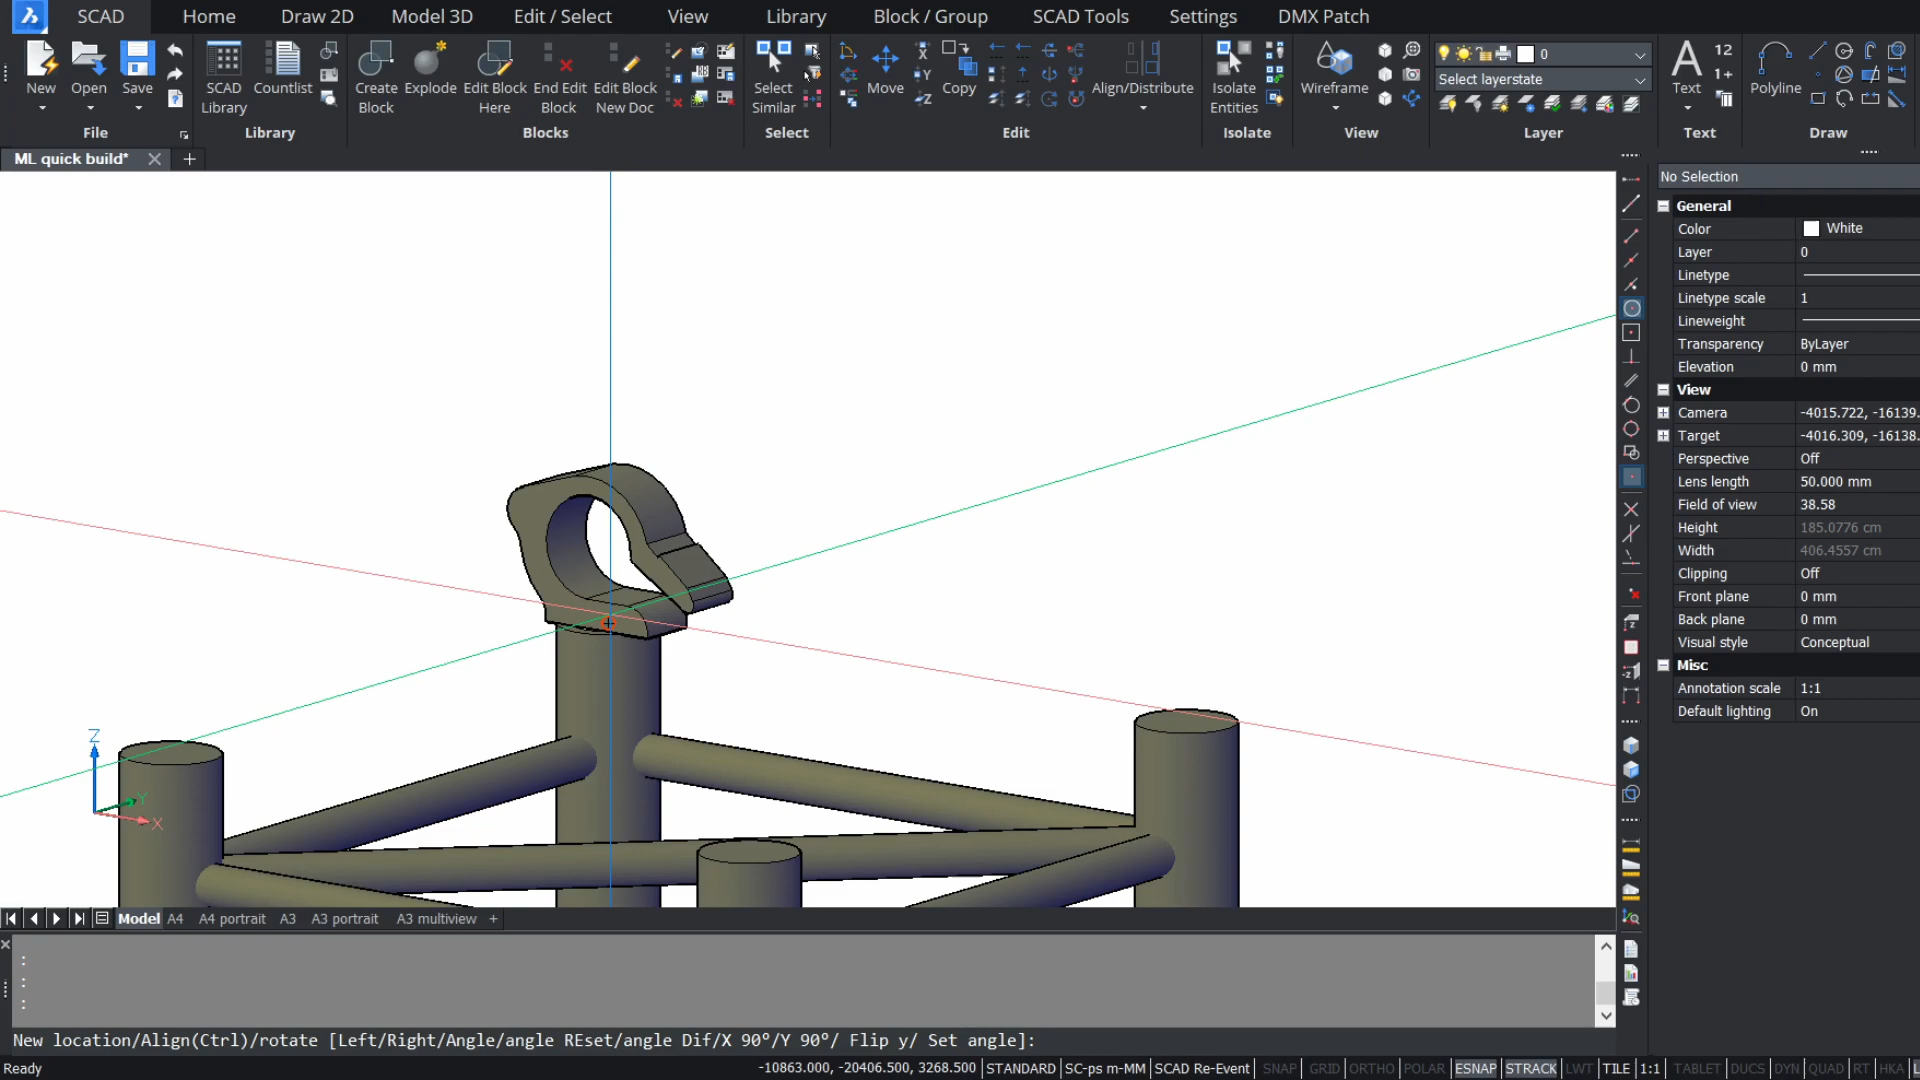 SCAD Home Draw 2D Model 3D Edit / Select View Library Block / Group SCAD Tools Settings DMX Patch
New Open Save
SCAD Library Countlist
Create Block Explode Edit Block Here End Edit Block Edit Block New Doc
Select Similar
Move Copy Align/Distribute
Isolate Entities
Wireframe
0
Select layerstate
Text 12 1+
Polyline
File Library Blocks Select Edit Isolate View Layer Text Draw
ML quick build*
No Selection
General
Color White
Layer 0
Linetype
Linetype scale 1
Lineweight
Transparency ByLayer
Elevation 0 mm
View
Camera -4015.722, -16139.
Target -4016.309, -16138.
Perspective Off
Lens length 50.000 mm
Field of view 38.58
Height 185.0776 cm
Width 406.4557 cm
Clipping Off
Front plane 0 mm
Back plane 0 mm
Visual style Conceptual
Misc
Annotation scale 1:1
Default lighting On
Z
Y
X
Model A4 A4 portrait A3 A3 portrait A3 multiview +
:
:
:
New location/Align(Ctrl)/rotate [Left/Right/Angle/angle REset/angle Dif/X 90º/Y 90º/ Flip y/ Set angle]:
Ready -10863.000, -20406.500, 3268.500 STANDARD SC-ps m-MM SCAD Re-Event SNAP GRID ORTHO POLAR ESNAP STRACK LWT TILE 1:1 TABLET DUCS DYN QUAD RT HKA